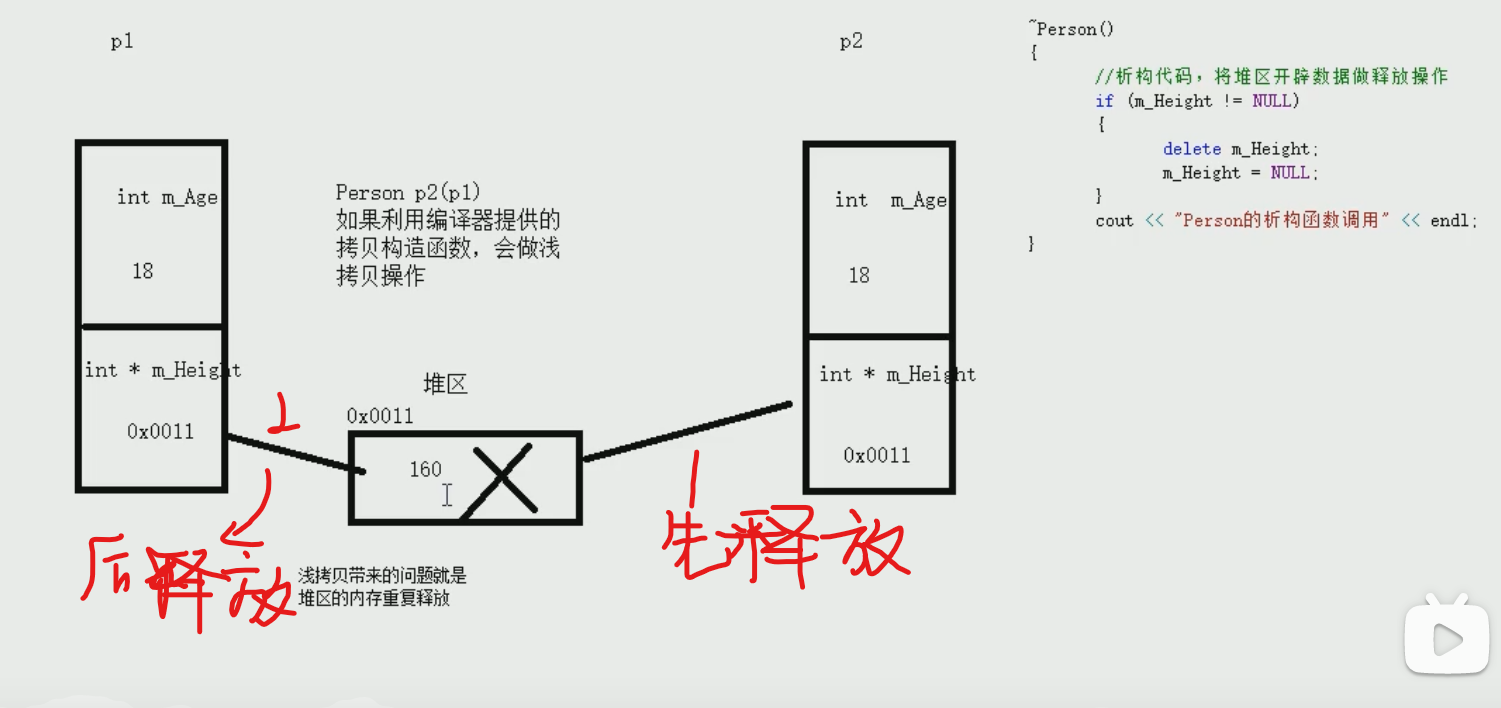 p1
p2
~Person()
{
//析构代码，将堆区开辟数据做释放操作
if (m_Height != NULL)
{
delete m_Height;
m_Height = NULL;
}
cout << "Person的析构函数调用" << endl;
}
int m_Age
18
int * m_Height
0x0011
Person p2(p1)
如果利用编译器提供的
拷贝构造函数，会做浅
拷贝操作
堆区
0x0011
160
int m_Age
18
int * m_Height
0x0011
后释放
先释放
浅拷贝带来的问题就是
堆区的内存重复释放